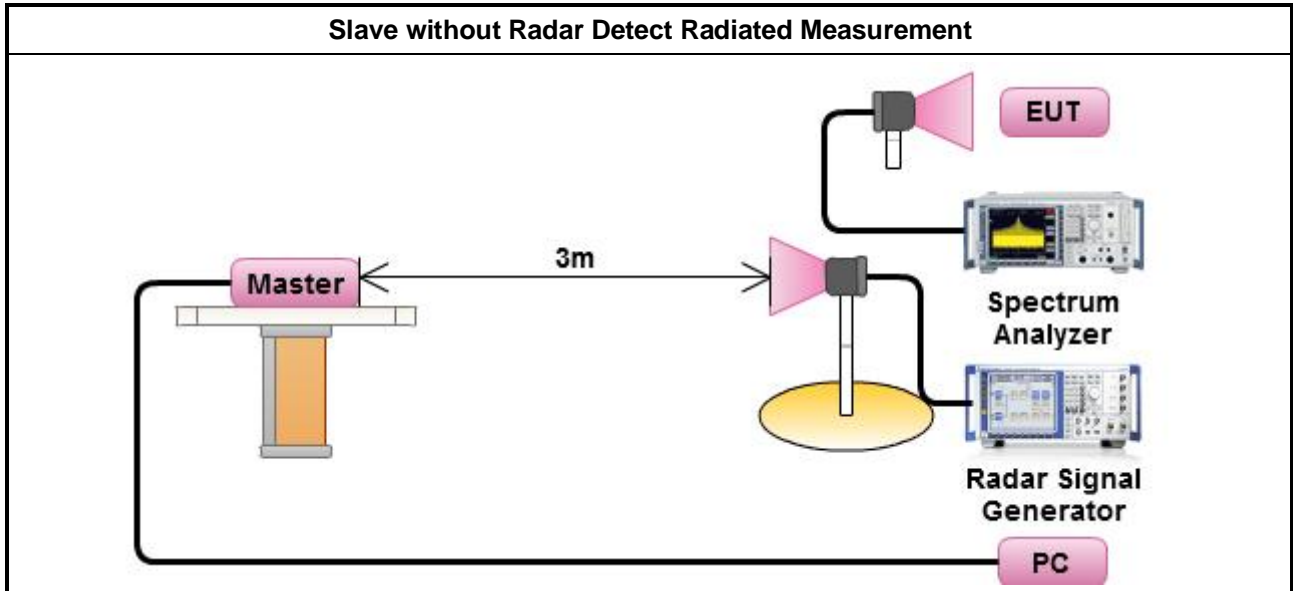 Slave without Radar Detect Radiated Measurement
EUT
3m
Master
Spectrum
Analyzer
Radar Signal
Generator
PC